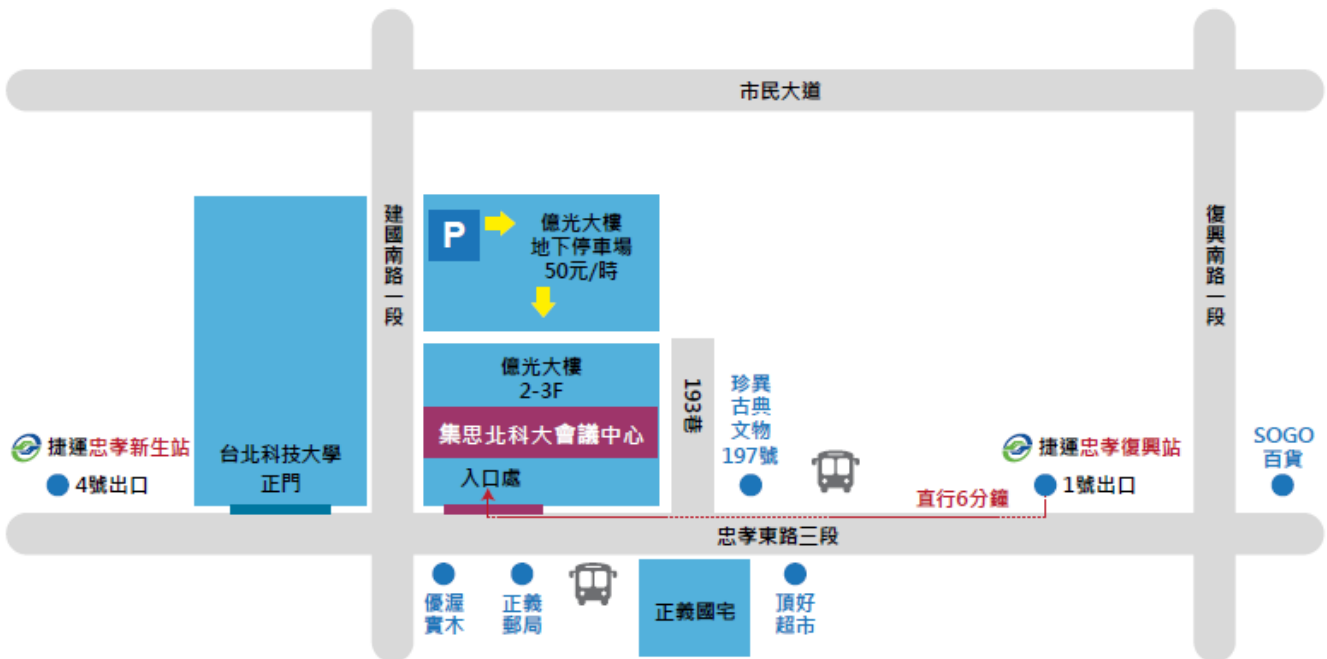 市民大道
建國南路一段
復興南路一段
P
億光大樓
地下停車場
50元/時
億光大樓
2-3F
集思北科大會議中心
入口處
193巷
珍異
古典
文物
197號
捷運忠孝新生站
4號出口
台北科技大學
正門
捷運忠孝復興站
1號出口
直行6分鐘
SOGO
百貨
忠孝東路三段
優渥
實木
正義
郵局
正義國宅
頂好
超市